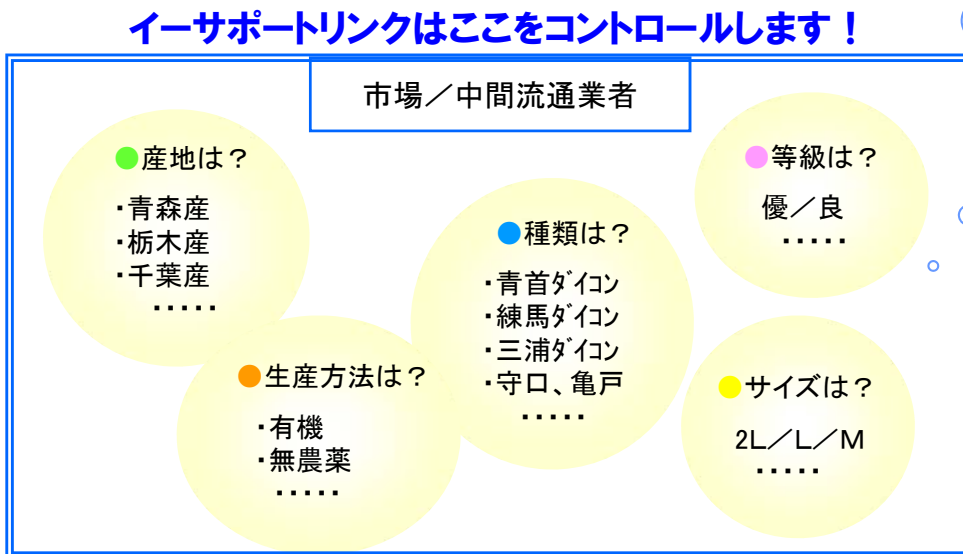 イーサポートリンクはここをコントロールします！
市場／中間流通業者
●産地は？
・青森産
・栃木産
・千葉産
・・・・・
●生産方法は？
・有機
・無農薬
・・・・・
●種類は？
・青首ﾀﾞｲｺﾝ
・練馬ﾀﾞｲｺﾝ
・三浦ﾀﾞｲｺﾝ
・守口、亀戸
・・・・・
●等級は？
優／良
・・・・・
●サイズは？
2L／L／M
・・・・・